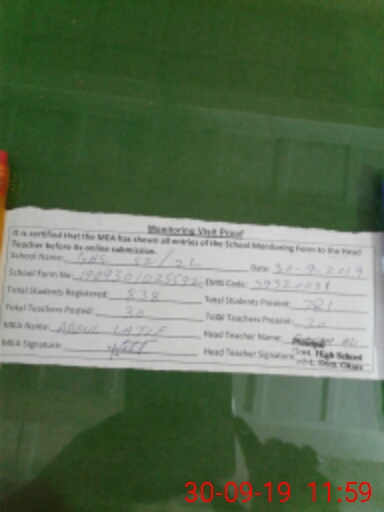 Monitoring Visit Proof
It is certified that the MEA has shown all entries of the School Monitoring Form to the Head
Teacher before its online submission.
School Name: GHS Date: 30-9-2019
School Form No: EMIS Code:
Total Students Registered: 838 Total Students Present: 781
Total Teachers Posted: 20 Total Teachers Present: 20
MEA Name: ABDUL LATIF Head Teacher Name:
MEA Signature: Head Teacher Signature:
Principal
Govt. High School
30-09-19 11:59